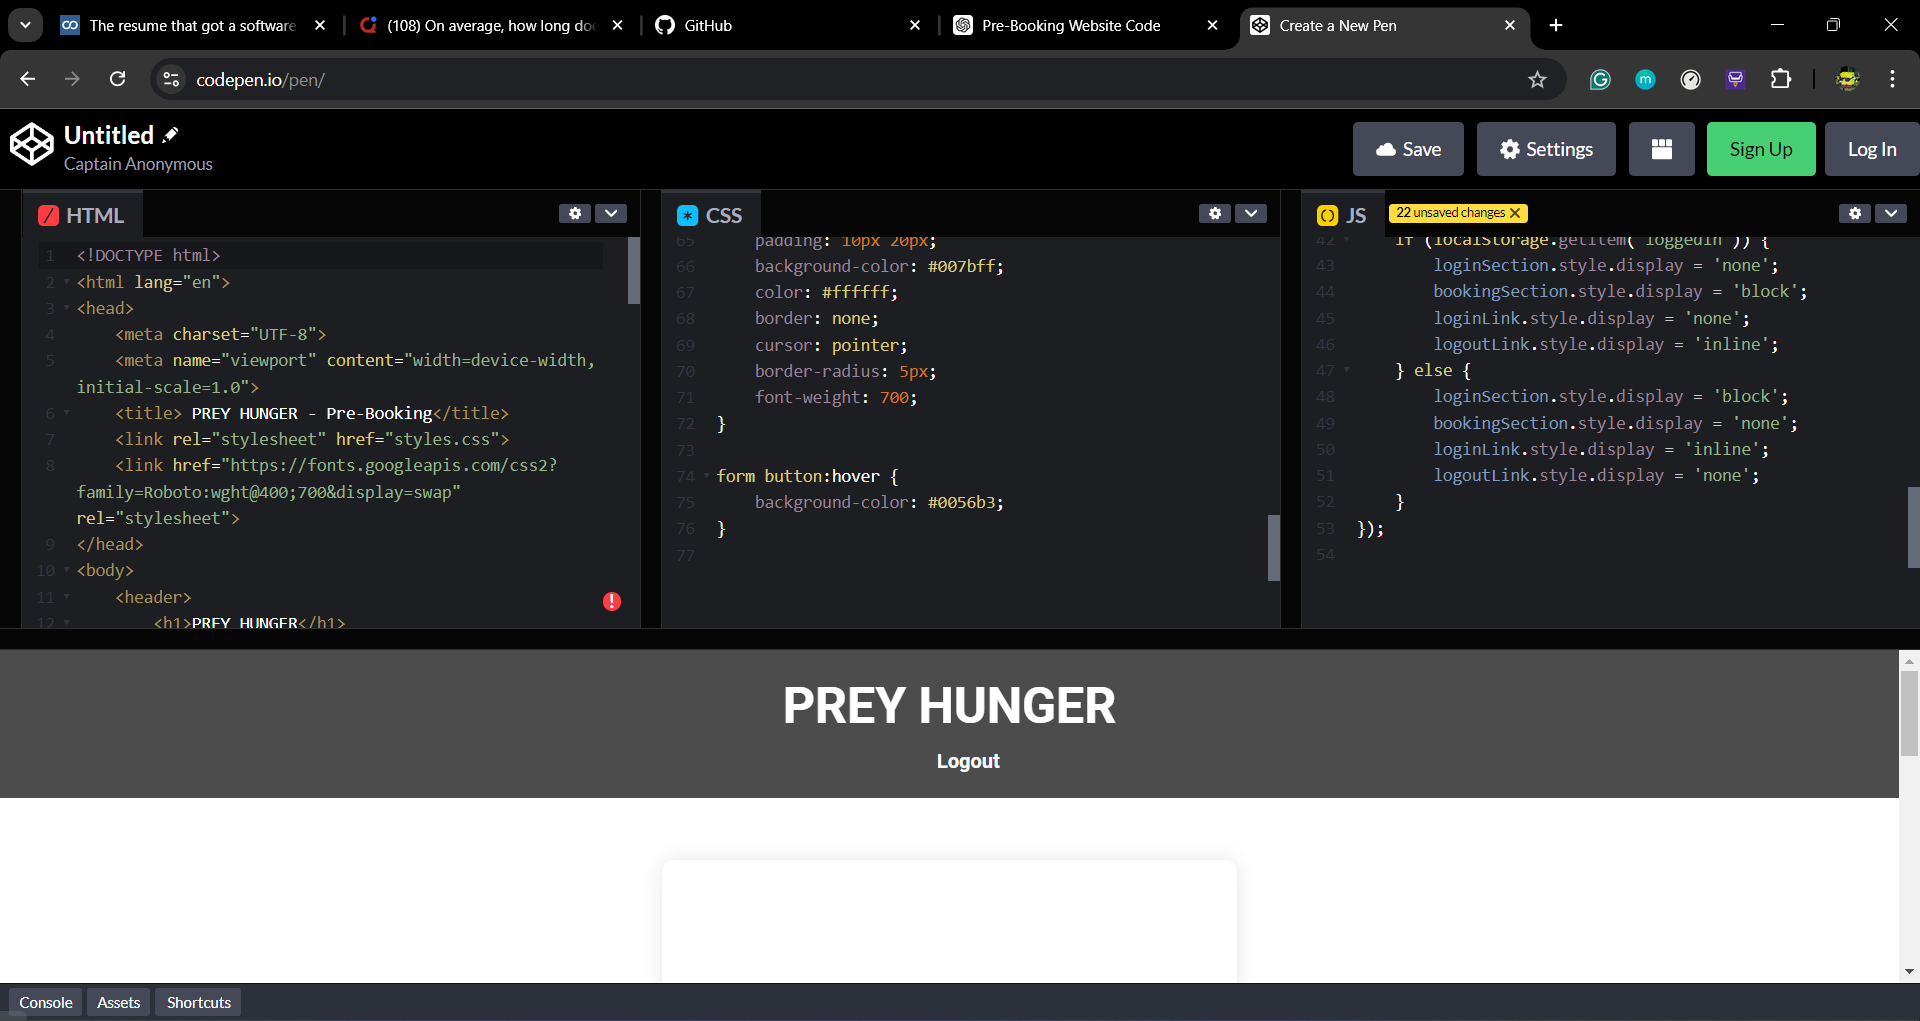 The resume that got a software
(108) On average, how long do
GitHub
Pre-Booking Website Code
Create a New Pen
codepen.io/pen/
Untitled
Captain Anonymous
Save
Settings
Sign Up
Log In
HTML
1 <!DOCTYPE html>
2 <html lang="en">
3 <head>
4 <meta charset="UTF-8">
5 <meta name="viewport" content="width=device-width,
initial-scale=1.0">
6 <title> PREY HUNGER - Pre-Booking</title>
7 <link rel="stylesheet" href="styles.css">
8 <link href="https://fonts.googleapis.com/css2?
family=Roboto:wght@400;700&display=swap"
rel="stylesheet">
9 </head>
10 <body>
11 <header>
12 <h1>PREY HUNGER</h1>
CSS
65 padding: 10px 20px;
66 background-color: #007bff;
67 color: #ffffff;
68 border: none;
69 cursor: pointer;
70 border-radius: 5px;
71 font-weight: 700;
72 }
73
74 form button:hover {
75 background-color: #0056b3;
76 }
77
JS
22 unsaved changes
42 if (localStorage.getItem('loggedIn')) {
43 loginSection.style.display = 'none';
44 bookingSection.style.display = 'block';
45 loginLink.style.display = 'none';
46 logoutLink.style.display = 'inline';
47 } else {
48 loginSection.style.display = 'block';
49 bookingSection.style.display = 'none';
50 loginLink.style.display = 'inline';
51 logoutLink.style.display = 'none';
52 }
53 });
54
PREY HUNGER
Logout
Console
Assets
Shortcuts